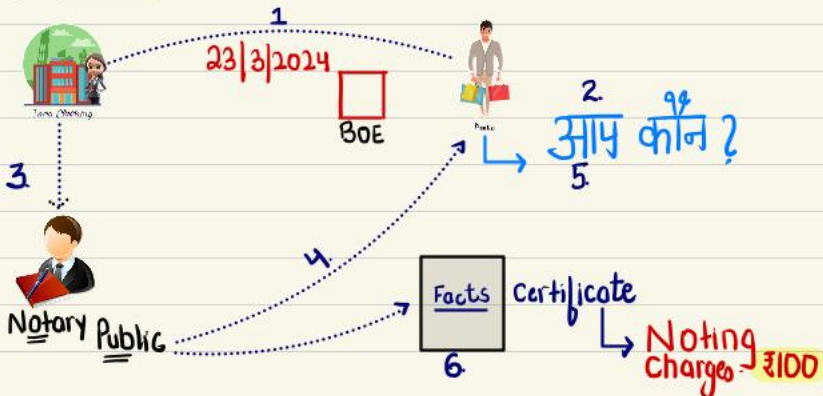 1
23|3|2024
BOE
2.
आप कौन ?
5.
3.
4.
Notary Public
Facts
Certificate
Noting
Charges - ₹100
6.